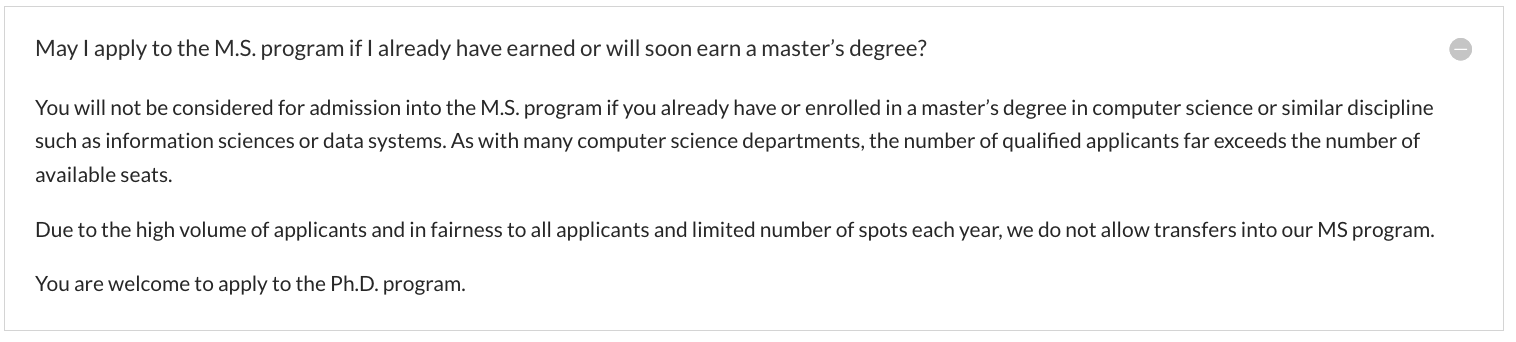 May I apply to the M.S. program if I already have earned or will soon earn a master’s degree?
You will not be considered for admission into the M.S. program if you already have or enrolled in a master’s degree in computer science or similar discipline
such as information sciences or data systems. As with many computer science departments, the number of qualified applicants far exceeds the number of
available seats.
Due to the high volume of applicants and in fairness to all applicants and limited number of spots each year, we do not allow transfers into our MS program.
You are welcome to apply to the Ph.D. program.